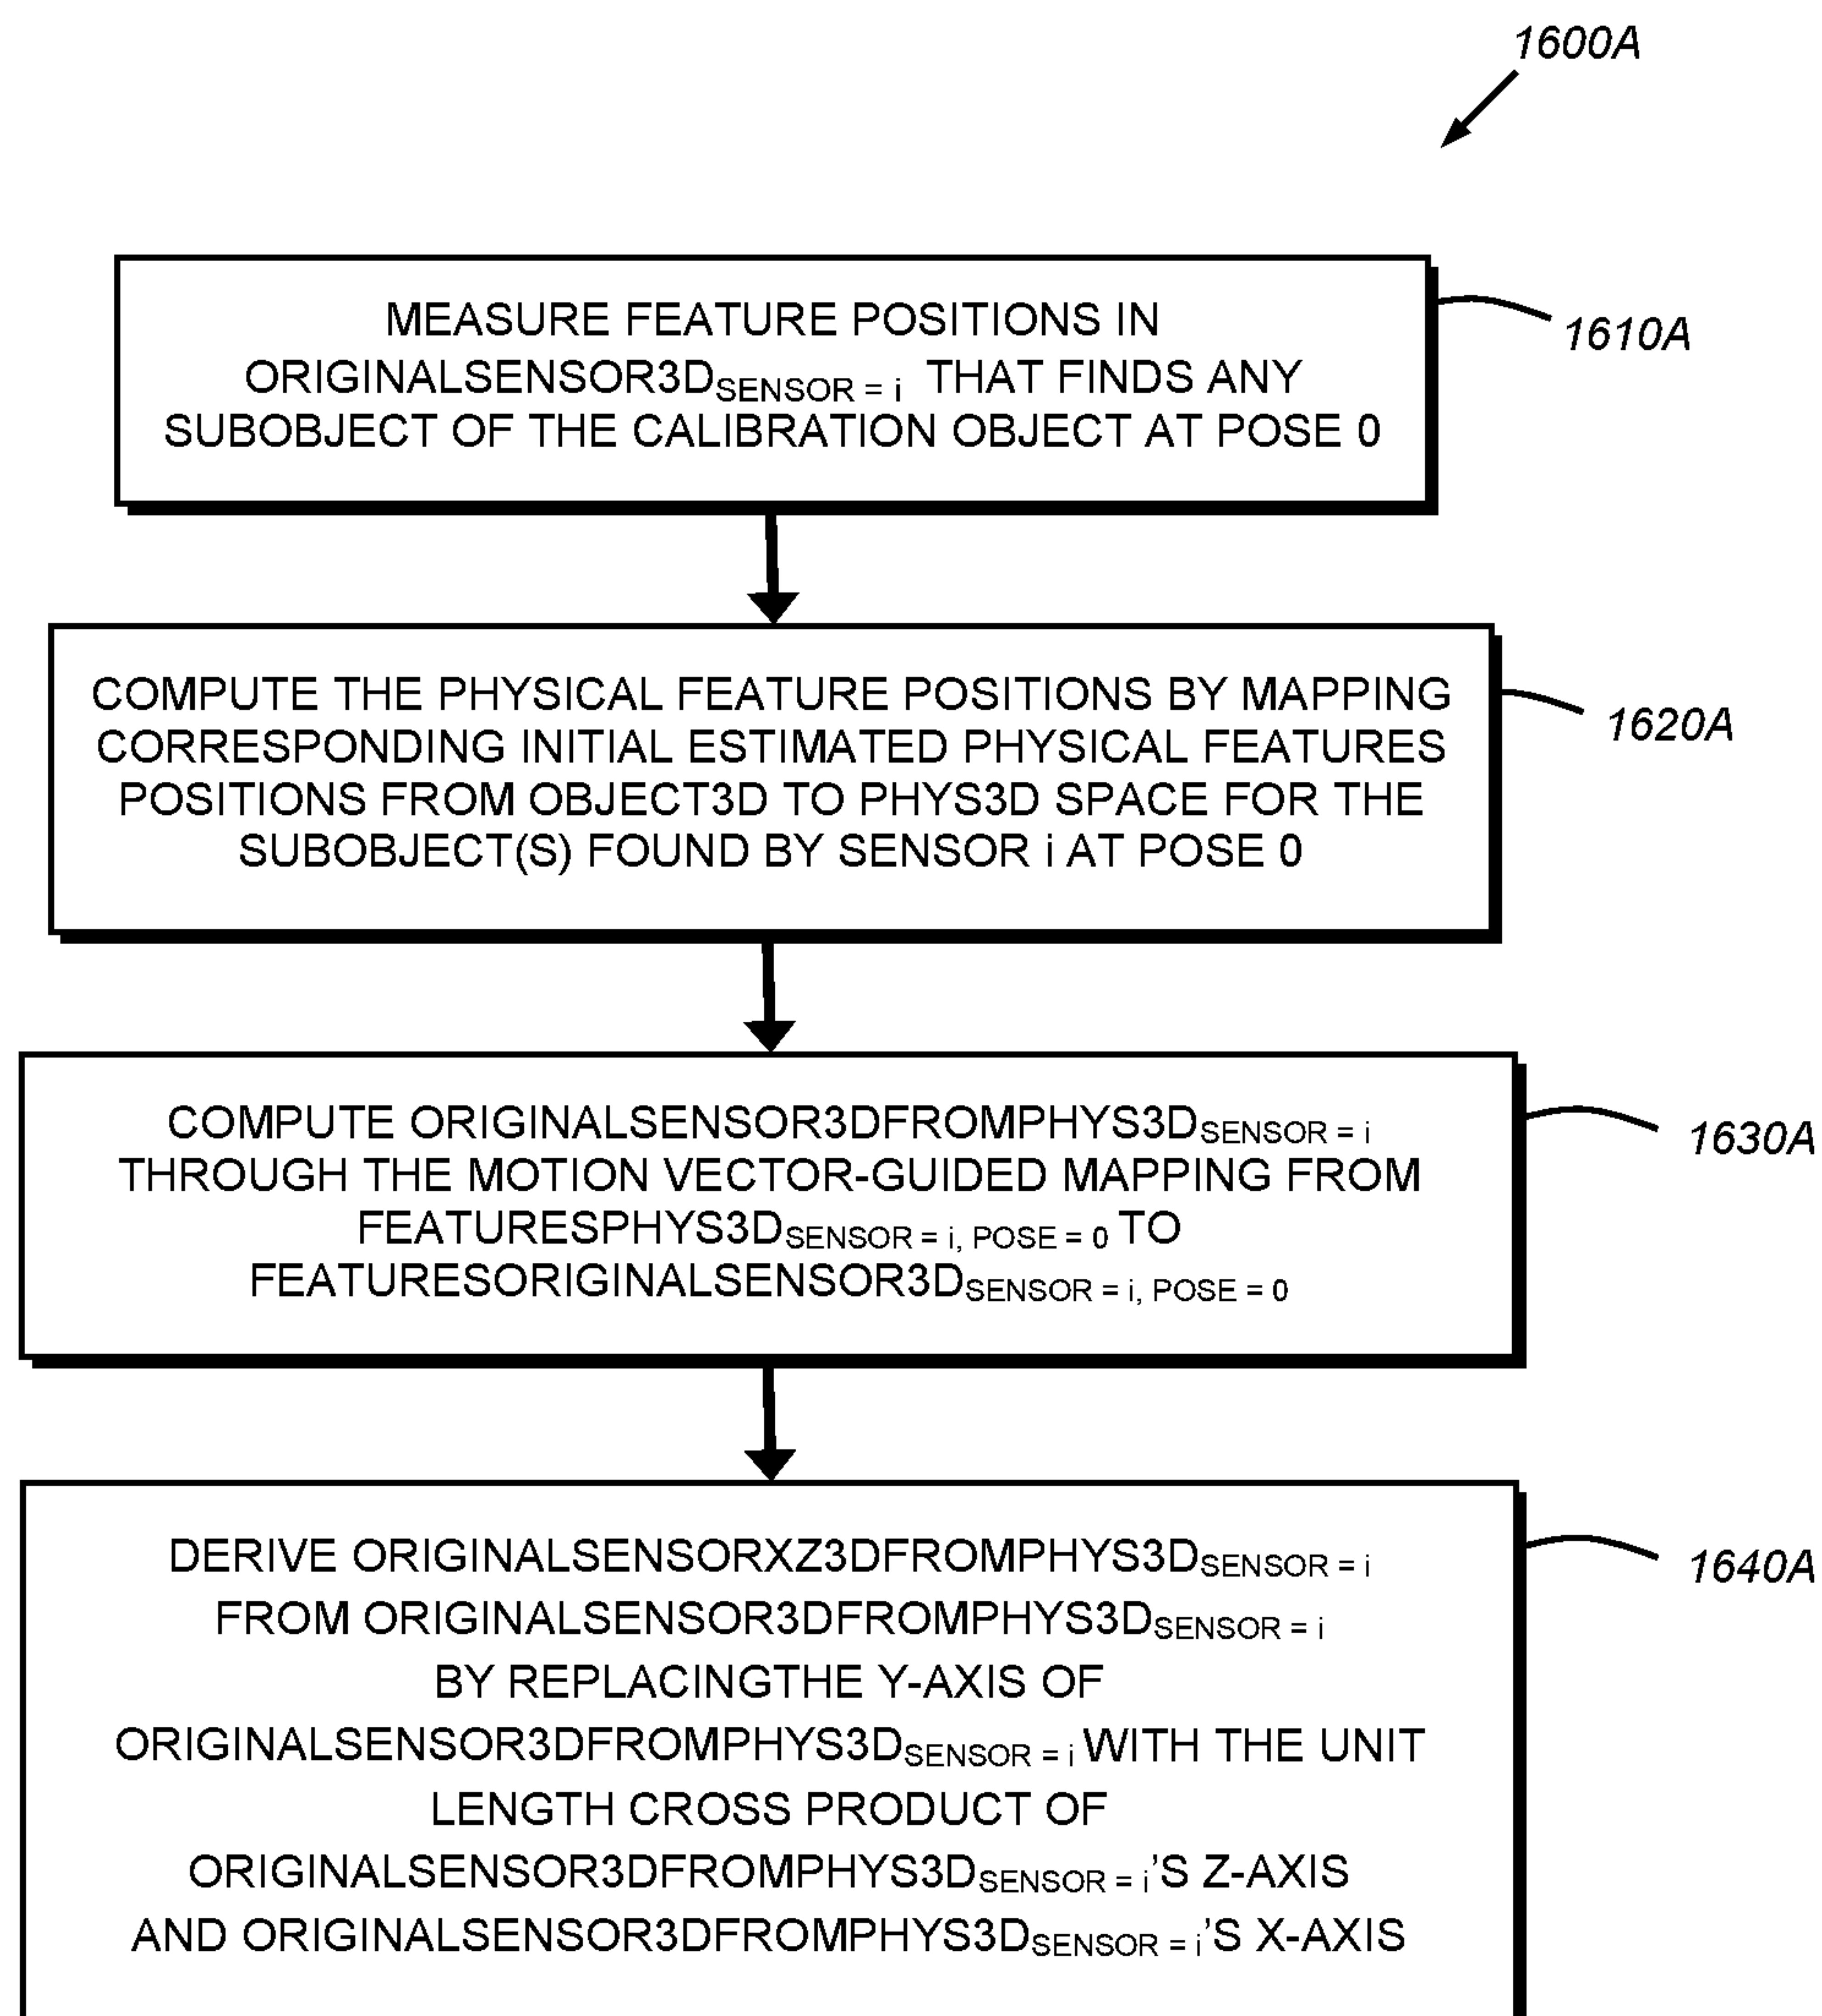 1600A
MEASURE FEATURE POSITIONS IN
ORIGINALSENSOR3DSENSOR = i THAT FINDS ANY
SUBOBJECT OF THE CALIBRATION OBJECT AT POSE 0
1610A
COMPUTE THE PHYSICAL FEATURE POSITIONS BY MAPPING
CORRESPONDING INITIAL ESTIMATED PHYSICAL FEATURES
POSITIONS FROM OBJECT3D TO PHYS3D SPACE FOR THE
SUBOBJECT(S) FOUND BY SENSOR i AT POSE 0
1620A
COMPUTE ORIGINALSENSOR3DFROMPHYS3DSENSOR = i
THROUGH THE MOTION VECTOR-GUIDED MAPPING FROM
FEATURESPHYS3DSENSOR = i, POSE = 0 TO
FEATURESORIGINALSENSOR3DSENSOR = i, POSE = 0
1630A
DERIVE ORIGINALSENSORXZ3DFROMPHYS3DSENSOR = i
FROM ORIGINALSENSOR3DFROMPHYS3DSENSOR = i
BY REPLACINGTHE Y-AXIS OF
ORIGINALSENSOR3DFROMPHYS3DSENSOR = i WITH THE UNIT
LENGTH CROSS PRODUCT OF
ORIGINALSENSOR3DFROMPHYS3DSENSOR = i'S Z-AXIS
AND ORIGINALSENSOR3DFROMPHYS3DSENSOR = i'S X-AXIS
1640A